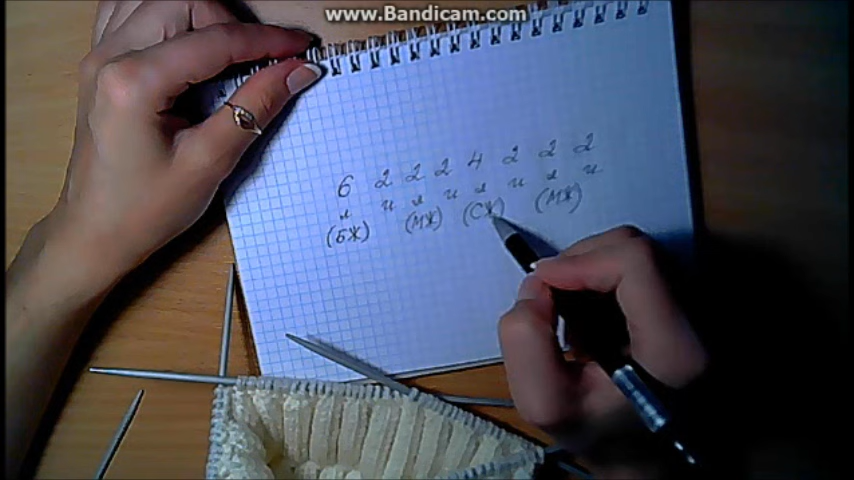 www.Bandicam.com
6 2 2 2 4 2 2 2
л и л и л и л и
(БЖ) (МЖ) (СЖ) (МЖ)